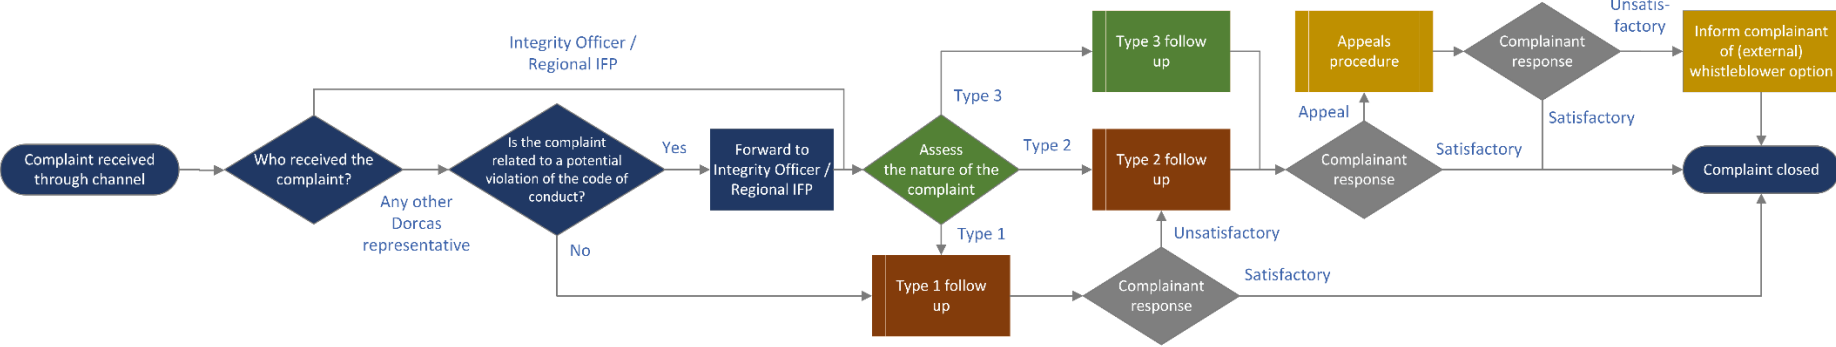 Complaint received
through channel
Who received the
complaint?
Integrity Officer /
Regional IFP
Any other
Dorcas
representative
Is the complaint
related to a potential
violation of the code of
conduct?
Yes
No
Forward to
Integrity Officer /
Regional IFP
Assess
the nature of the
complaint
Type 3
Type 2
Type 1
Type 3 follow
up
Type 2 follow
up
Type 1 follow
up
Complainant
response
Unsatisfactory
Satisfactory
Complainant
response
Appeal
Satisfactory
Appeals
procedure
Complainant
response
Unsatis-
factory
Satisfactory
Inform complainant
of (external)
whistleblower option
Complaint closed